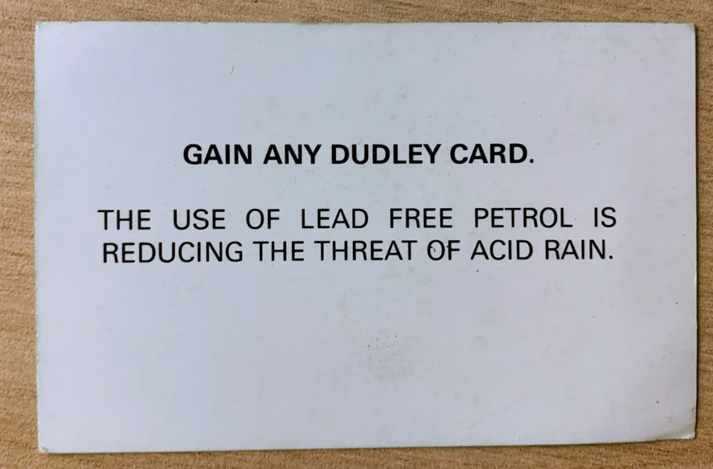 GAIN ANY DUDLEY CARD.
THE USE OF LEAD FREE PETROL IS
REDUCING THE THREAT OF ACID RAIN.